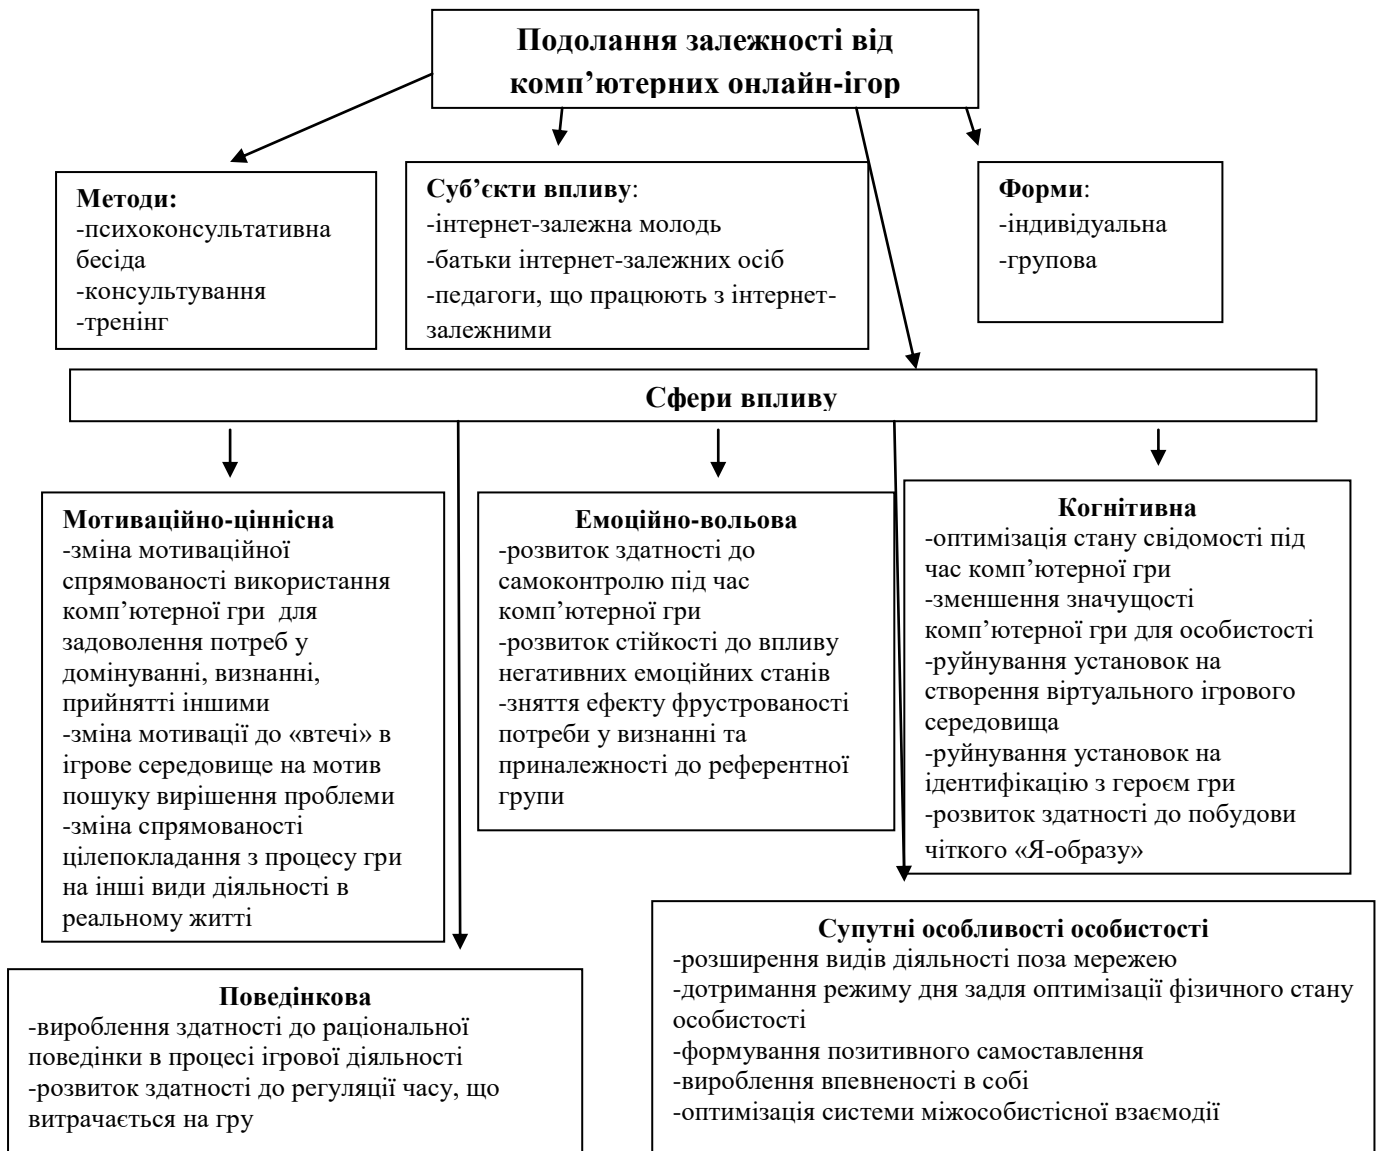 Подолання залежності від
комп’ютерних онлайн-ігор
Методи:
-психоконсультативна
бесіда
-консультування
-тренінг
Суб’єкти впливу:
-інтернет-залежна молодь
-батьки інтернет-залежних осіб
-педагоги, що працюють з інтернет-
залежними
Форми:
-індивідуальна
-групова
Сфери впливу
Мотиваційно-ціннісна
-зміна мотиваційної
спрямованості використання
комп’ютерної гри для
задоволення потреб у
домінуванні, визнанні,
прийнятті іншими
-зміна мотивації до «втечі» в
ігрове середовище на мотив
пошуку вирішення проблеми
-зміна спрямованості
цілепокладання з процесу гри
на інші види діяльності в
реальному житті
Емоційно-вольова
-розвиток здатності до
самоконтролю під час
комп’ютерної гри
-розвиток стійкості до впливу
негативних емоційних станів
-зняття ефекту фрустрованості
потреби у визнанні та
приналежності до референтної
групи
Когнітивна
-оптимізація стану свідомості під
час комп’ютерної гри
-зменшення значущості
комп’ютерної гри для особистості
-руйнування установок на
створення віртуального ігрового
середовища
-руйнування установок на
ідентифікацію з героєм гри
-розвиток здатності до побудови
чіткого «Я-образу»
Поведінкова
-вироблення здатності до раціональної
поведінки в процесі ігрової діяльності
-розвиток здатності до регуляції часу, що
витрачається на гру
Супутні особливості особистості
-розширення видів діяльності поза мережею
-дотримання режиму дня задля оптимізації фізичного стану
особистості
-формування позитивного самоставлення
-вироблення впевненості в собі
-оптимізація системи міжособистісної взаємодії